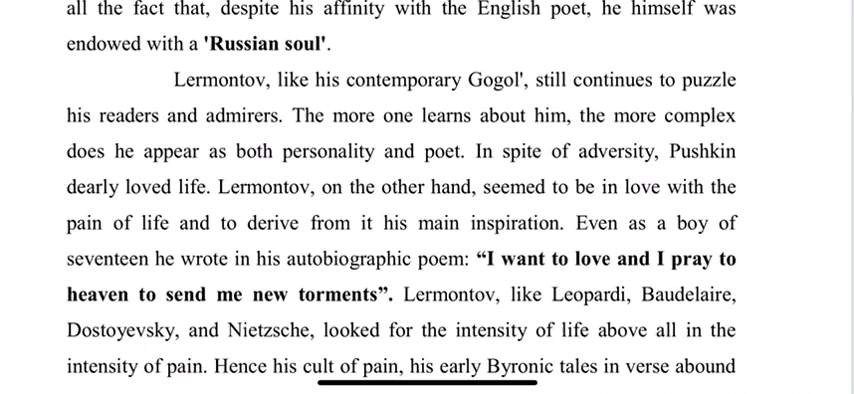 all the fact that, despite his affinity with the English poet, he himself was
endowed with a 'Russian soul'.
Lermontov, like his contemporary Gogol', still continues to puzzle
his readers and admirers. The more one learns about him, the more complex
does he appear as both personality and poet. In spite of adversity, Pushkin
dearly loved life. Lermontov, on the other hand, seemed to be in love with the
pain of life and to derive from it his main inspiration. Even as a boy of
seventeen he wrote in his autobiographic poem: “I want to love and I pray to
heaven to send me new torments”. Lermontov, like Leopardi, Baudelaire,
Dostoyevsky, and Nietzsche, looked for the intensity of life above all in the
intensity of pain. Hence his cult of pain, his early Byronic tales in verse abound